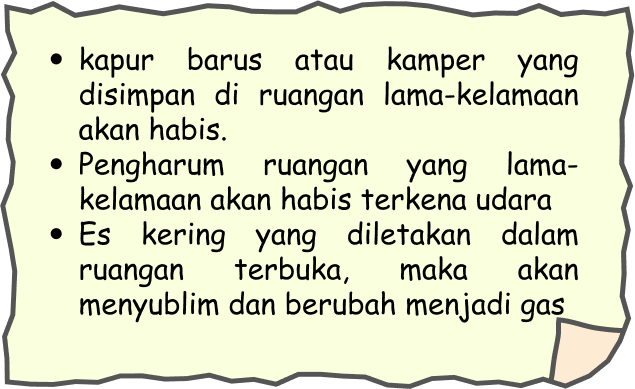 • kapur barus atau kamper yang
disimpan di ruangan lama-kelamaan
akan habis.
• Pengharum ruangan yang lama-
kelamaan akan habis terkena udara
• Es kering yang diletakan dalam
ruangan terbuka, maka akan
menyublim dan berubah menjadi gas